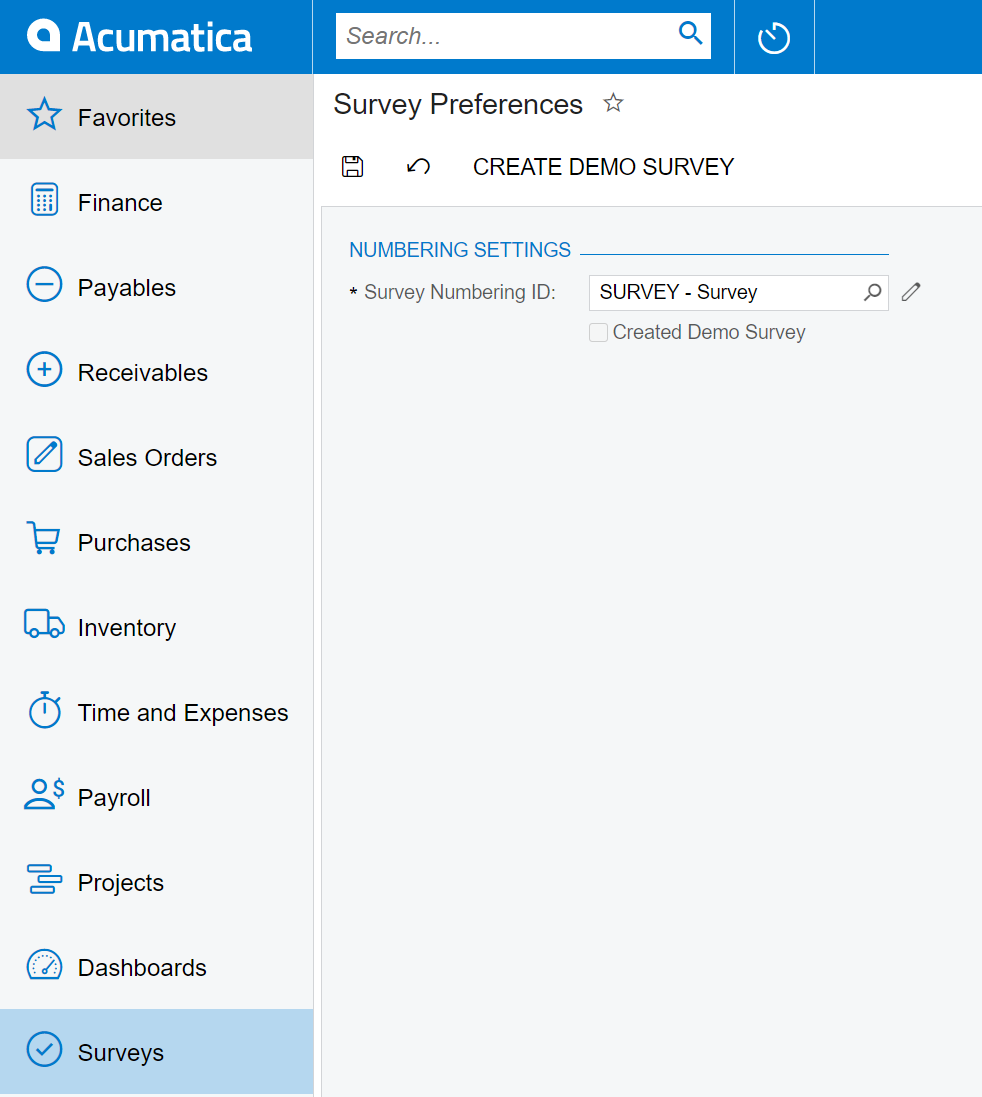 Acumatica
Search...
Favorites
Finance
Payables
Receivables
Sales Orders
Purchases
Inventory
Time and Expenses
Payroll
Projects
Dashboards
Surveys
Survey Preferences
CREATE DEMO SURVEY
NUMBERING SETTINGS
* Survey Numbering ID: SURVEY - Survey
Created Demo Survey